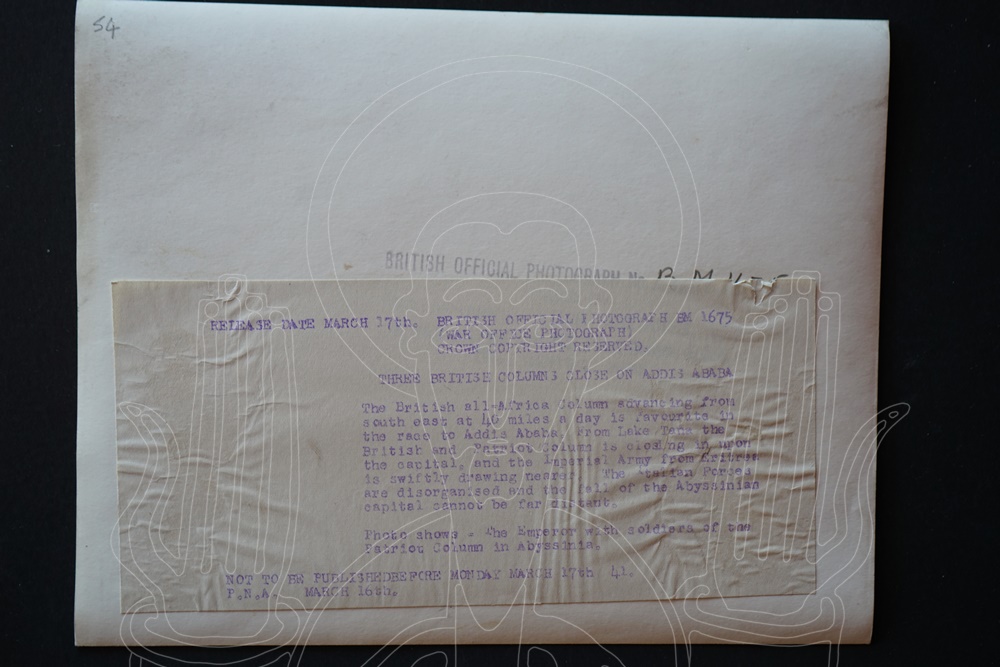 54
BRITISH OFFICIAL PHOTOGRAPH No. B.M.
RELEASE DATE MARCH 17th. BRITISH OFFICIAL PHOTOGRAPH BM 1675
(WAR OFFICE PHOTOGRAPH)
CROWN COPYRIGHT RESERVED.
THREE BRITISH COLUMNS CLOSE ON ADDIS ABABA
The British all-Africa Column advancing from
south east at 46 miles a day is favourite in
the race to Addis Ababa. From Lake Tana the
British and Patriot Column is closing in upon
the capital, and the Imperial Army from Eritrea
is swiftly drawing nearer. The Italian Forces
are disorganised and the fall of the Abyssinian
capital cannot be far distant.
Photo shows - The Emperor with soldiers of the
Patriot Column in Abyssinia.
NOT TO BE PUBLISHEDBEFORE MONDAY MARCH 17th 41.
P.N.A. MARCH 16th.